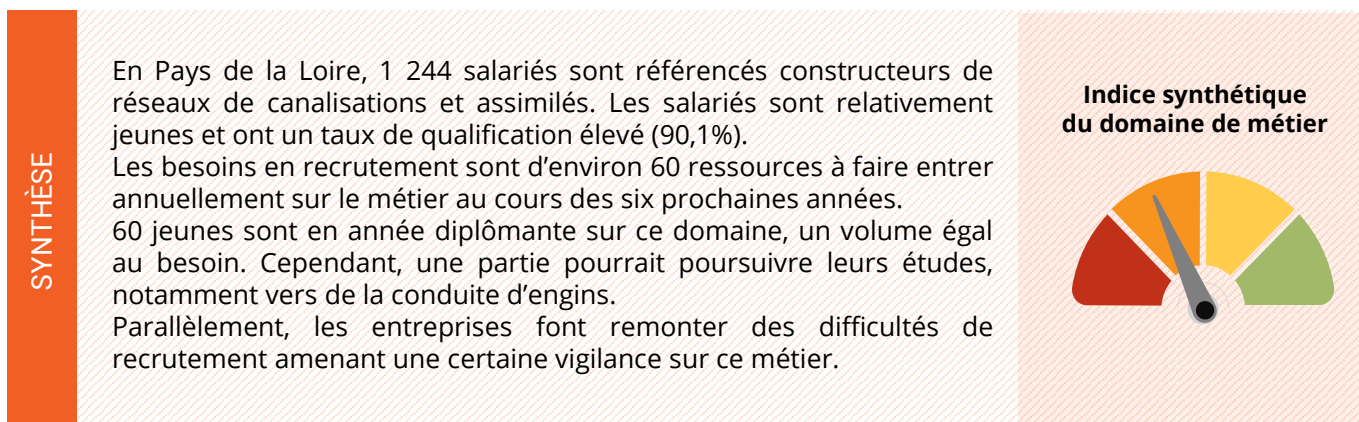 SYNTHÈSE
En Pays de la Loire, 1 244 salariés sont référencés constructeurs de
réseaux de canalisations et assimilés. Les salariés sont relativement
jeunes et ont un taux de qualification élevé (90,1%).
Les besoins en recrutement sont d’environ 60 ressources à faire entrer
annuellement sur le métier au cours des six prochaines années.
60 jeunes sont en année diplômante sur ce domaine, un volume égal
au besoin. Cependant, une partie pourrait poursuivre leurs études,
notamment vers de la conduite d’engins.
Parallèlement, les entreprises font remonter des difficultés de
recrutement amenant une certaine vigilance sur ce métier.
Indice synthétique
du domaine de métier